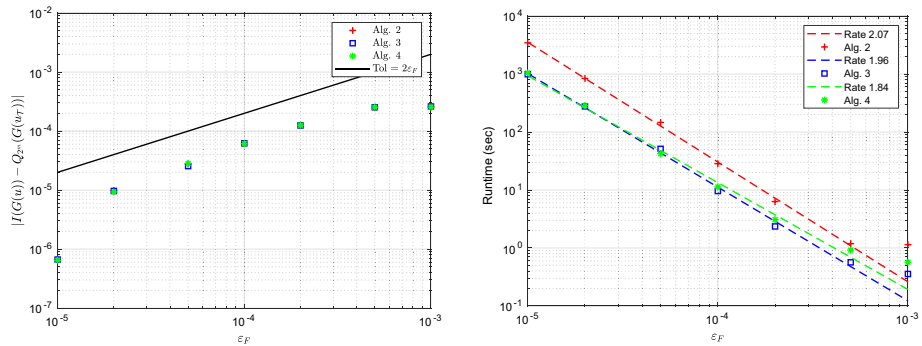 10^-2
10^-3
10^-4
10^-5
10^-6
10^-7
|I(G(u)) − Q_{2^m}(G(u_T))|
Alg. 2
Alg. 3
Alg. 4
Tol = 2ε_F
10^-5
10^-4
10^-3
ε_F
10^4
10^3
10^2
10^1
10^0
10^-1
Runtime (sec)
Rate 2.07
Alg. 2
Rate 1.96
Alg. 3
Rate 1.84
Alg. 4
10^-5
10^-4
10^-3
ε_F